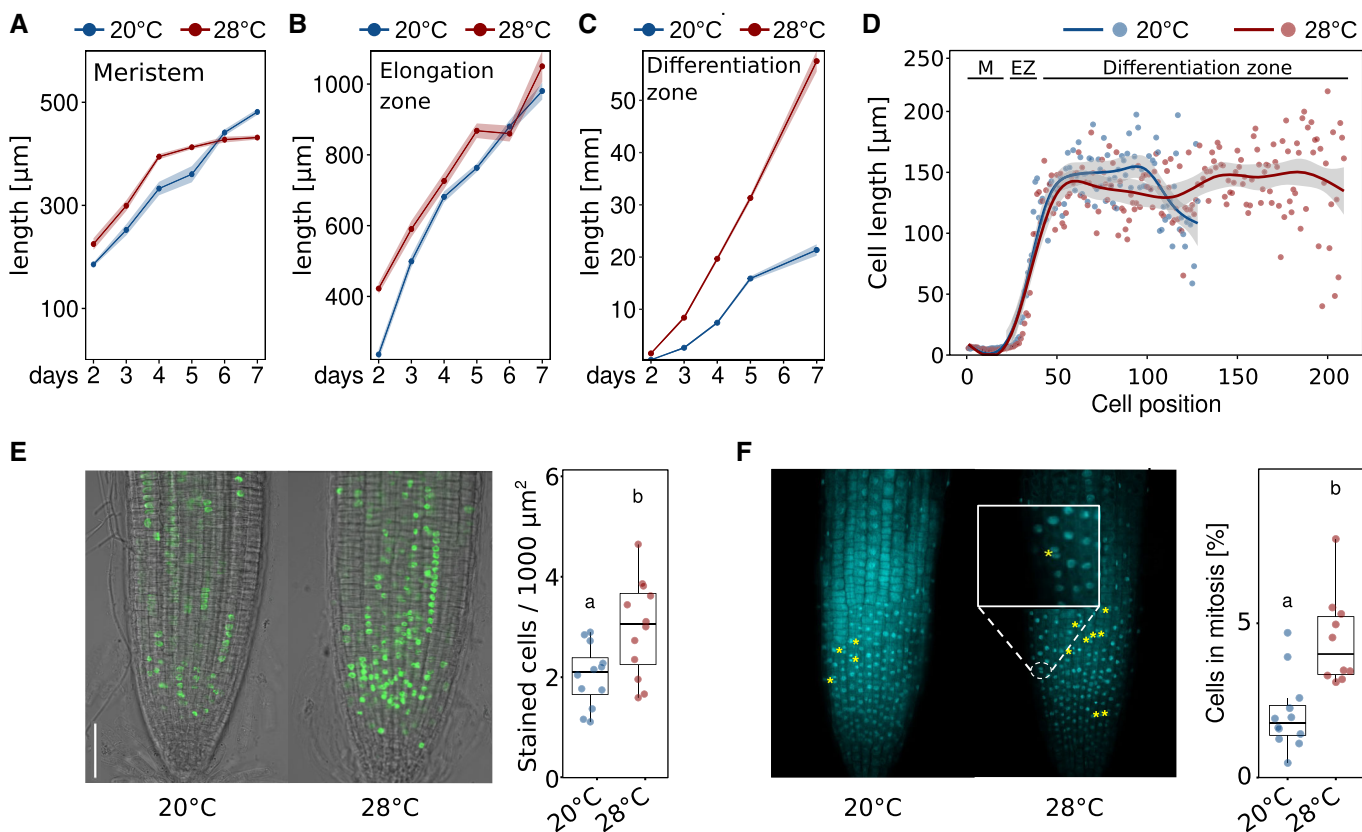 A
20°C 28°C
Meristem
length [µm]
500
300
100
days 2 3 4 5 6 7
B
20°C 28°C
Elongation
zone
length [µm]
1000
800
600
400
days 2 3 4 5 6 7
C
20°C 28°C
Differentiation
zone
length [mm]
50
40
30
20
10
days 2 3 4 5 6 7
D
20°C 28°C
M EZ Differentiation zone
Cell length [µm]
250
200
150
100
50
0
0 50 100 150 200
Cell position
E
20°C 28°C
Stained cells / 1000 µm²
6
4
2
0
a b
20°C 28°C
F
* * * * * * * * * * * * *
20°C 28°C
Cells in mitosis [%]
5
0
a b
20°C 28°C